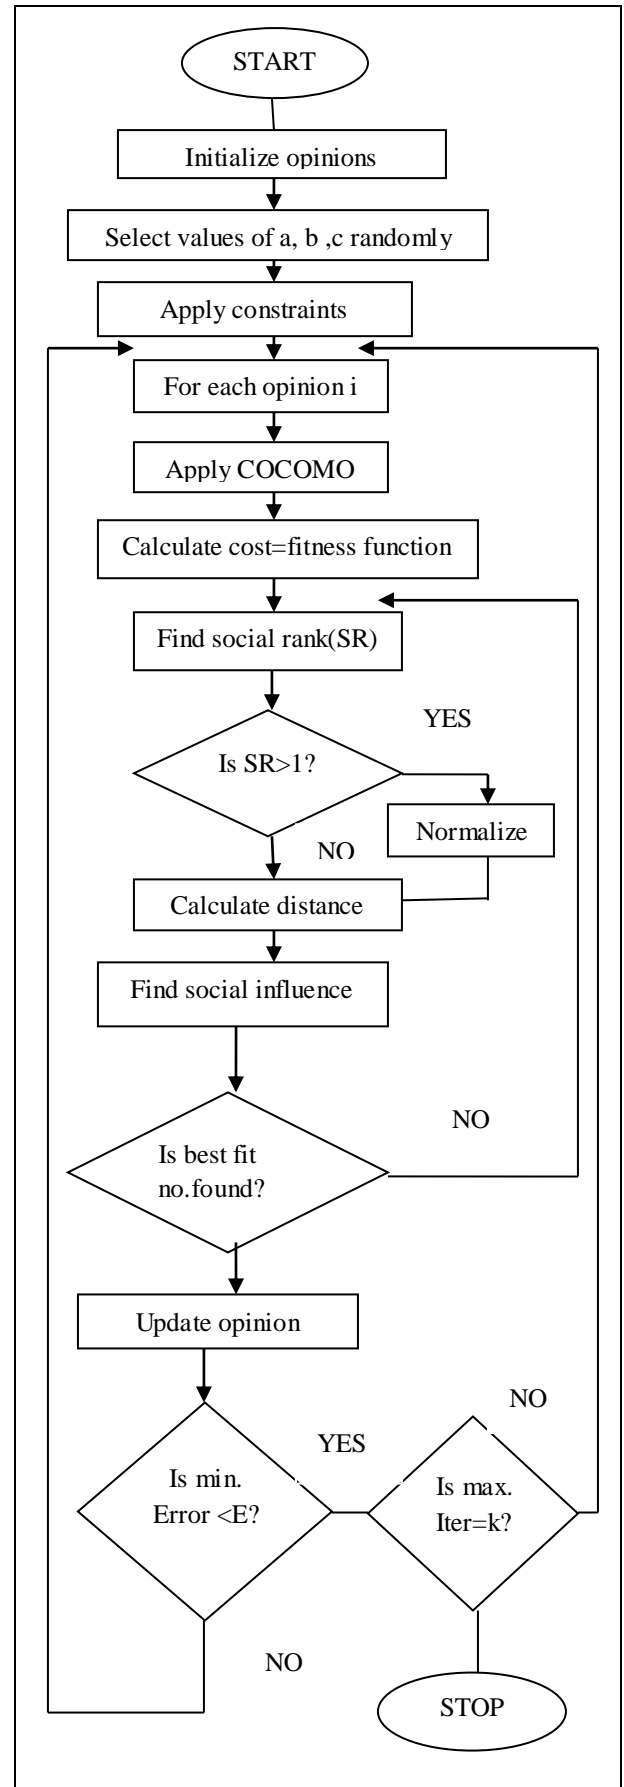 START
Initialize opinions
Select values of a, b ,c randomly
Apply constraints
For each opinion i
Apply COCOMO
Calculate cost=fitness function
Find social rank(SR)
YES
Is SR>1?
Normalize
NO
Calculate distance
Find social influence
NO
Is best fit
no.found?
Update opinion
NO
YES
Is min.
Error <E?
Is max.
Iter=k?
NO
STOP